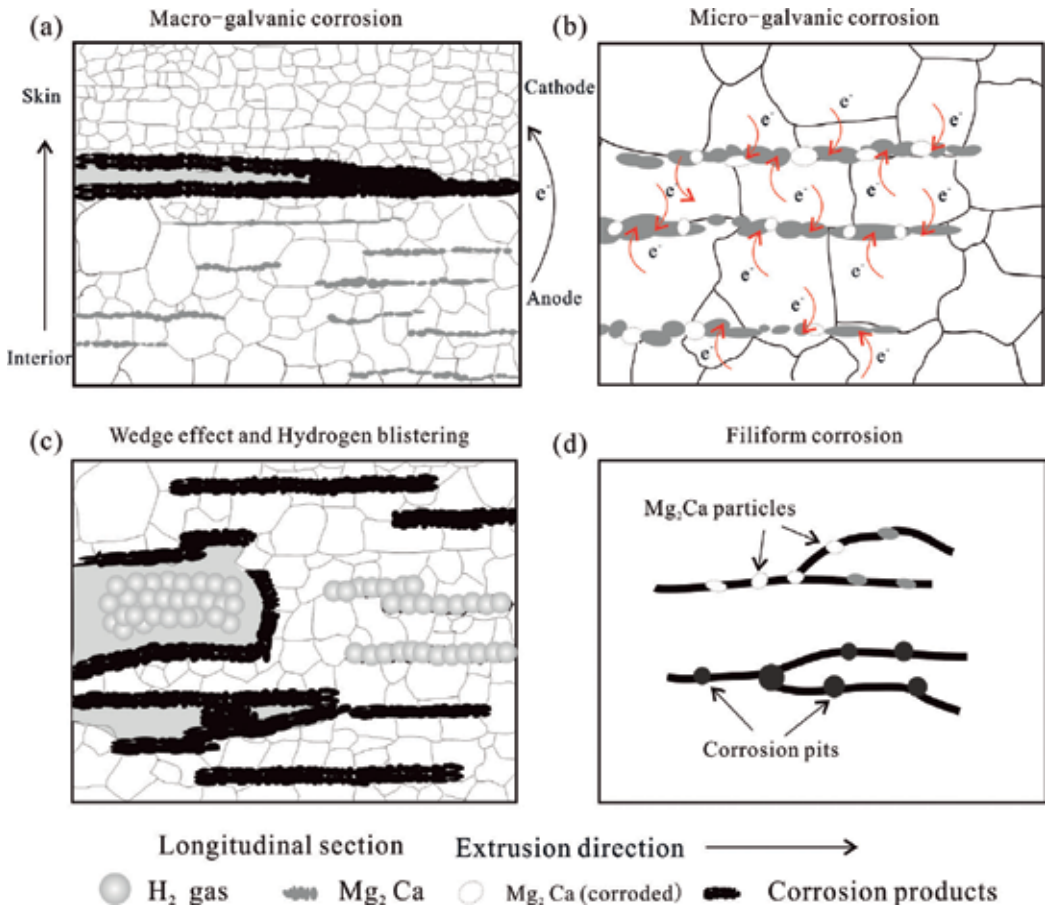 (a)
Macro-galvanic corrosion
Skin
Interior
Cathode
e⁻
Anode
(b)
Micro-galvanic corrosion
e⁻
e⁻
e⁻
e⁻
e⁻
e⁻
e⁻
e⁻
e⁻
e⁻
e⁻
e⁻
e⁻
(c)
Wedge effect and Hydrogen blistering
(d)
Filiform corrosion
Mg₂Ca particles
Corrosion pits
Longitudinal section
Extrusion direction
H₂ gas
Mg₂ Ca
Mg₂ Ca (corroded)
Corrosion products